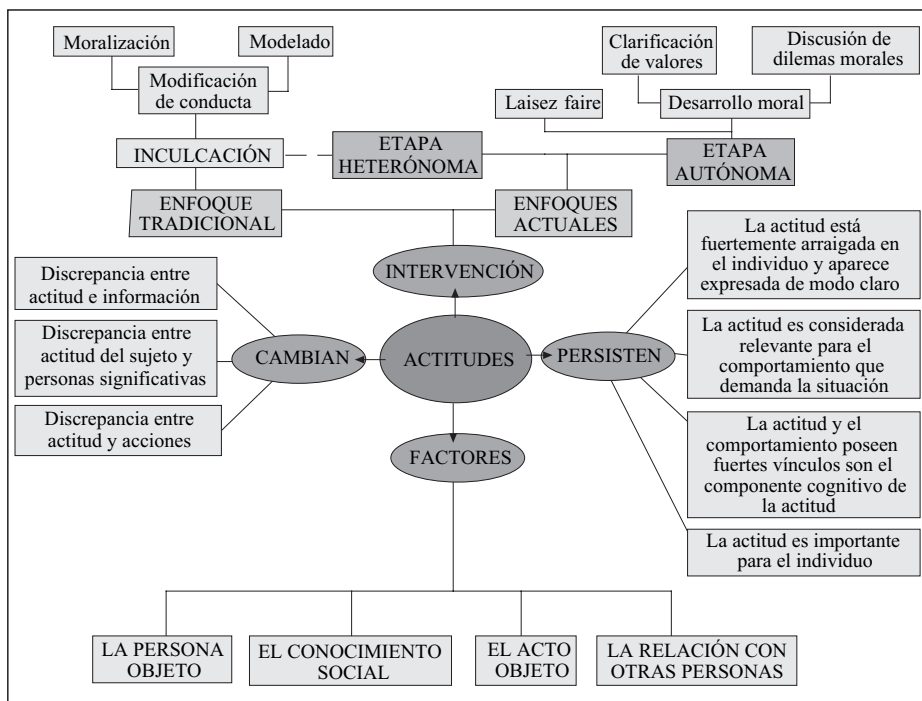 Moralización
Modelado
Modificación
de conducta
Clarificación
de valores
Discusión de
dilemas morales
Laisez faire
Desarrollo moral
INCULCACIÓN
ETAPA
HETERÓNOMA
ETAPA
AUTÓNOMA
ENFOQUE
TRADICIONAL
ENFOQUES
ACTUALES
INTERVENCIÓN
Discrepancia entre
actitud e información
Discrepancia entre
actitud del sujeto y
personas significativas
Discrepancia entre
actitud y acciones
CAMBIAN
ACTITUDES
PERSISTEN
La actitud está
fuertemente arraigada en
el individuo y aparece
expresada de modo claro
La actitud es considerada
relevante para el
comportamiento que
demanda la situación
La actitud y el
comportamiento poseen
fuertes vínculos son el
componente cognitivo de
la actitud
La actitud es importante
para el individuo
FACTORES
LA PERSONA
OBJETO
EL CONOCIMIENTO
SOCIAL
EL ACTO
OBJETO
LA RELACIÓN CON
OTRAS PERSONAS